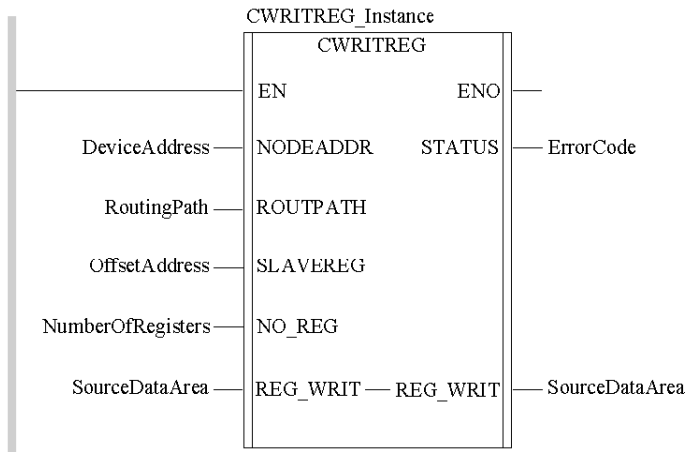 CWRITREG_Instance
CWRITREG
EN ENO
DeviceAddress NODEADDR STATUS ErrorCode
RoutingPath ROUTPATH
OffsetAddress SLAVEREG
NumberOfRegisters NO_REG
SourceDataArea REG_WRIT REG_WRIT SourceDataArea